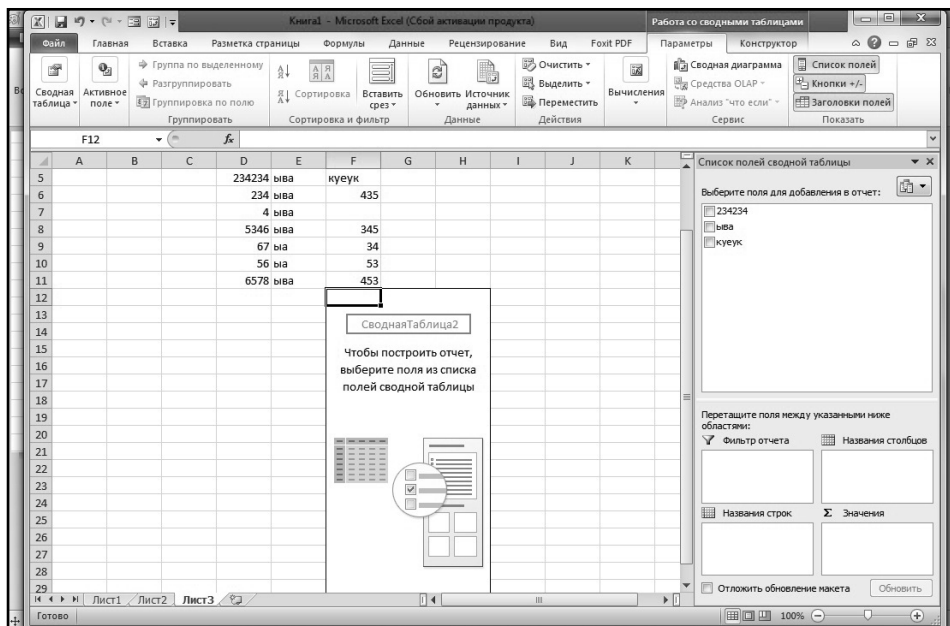 Книга1 - Microsoft Excel (Сбой активации продукта)
Работа со сводными таблицами
Файл Главная Вставка Разметка страницы Формулы Данные Рецензирование Вид Foxit PDF Параметры Конструктор
Сводная таблица
Активное поле
Группа по выделенному
Разгруппировать
Группировка по полю
Группировать
Сортировка
Вставить срез
Сортировка и фильтр
Обновить
Источник данных
Данные
Очистить
Выделить
Переместить
Действия
Вычисления
Сводная диаграмма
Средства OLAP
Анализ "что если"
Сервис
Список полей
Кнопки +/-
Заголовки полей
Показать
F12 fx
A B C D E F G H I J K
5 234234 ыва куеук
6 234 ыва 435
7 4 ыва
8 5346 ыва 345
9 67 ыа 34
10 56 ыа 53
11 6578 ыва 453
12
13
14
15
16
17
18
19
20
21
22
23
24
25
26
27
28
29
СводнаяТаблица2
Чтобы построить отчет,
выберите поля из списка
полей сводной таблицы
Список полей сводной таблицы
Выберите поля для добавления в отчет:
234234
ыва
куеук
Перетащите поля между указанными ниже
областями:
Фильтр отчета
Названия столбцов
Названия строк
Σ Значения
Отложить обновление макета
Обновить
Лист1 Лист2 Лист3
Готово
100%